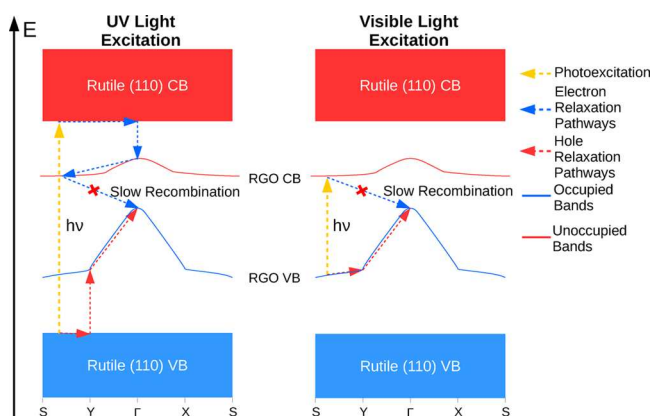 E
UV Light
Excitation
Visible Light
Excitation
Rutile (110) CB
Rutile (110) CB
Photoexcitation
Electron
Relaxation
Pathways
Hole
Relaxation
Pathways
Occupied
Bands
Unoccupied
Bands
RGO CB
Slow Recombination
Slow Recombination
hν
hν
RGO VB
Rutile (110) VB
Rutile (110) VB
S Y Γ X S
S Y Γ X S